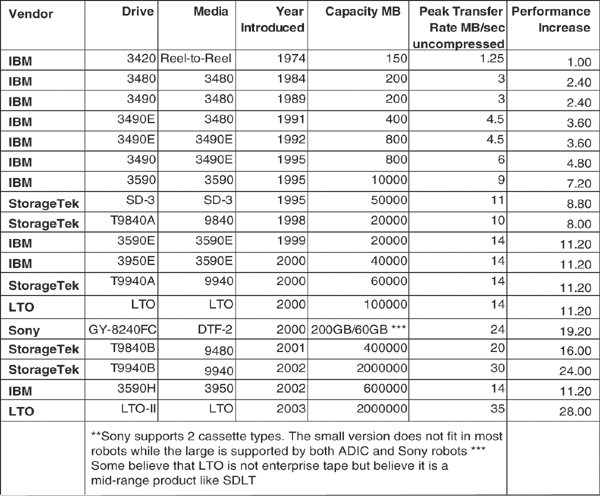 Vendor Drive Media Year Introduced Capacity MB Peak Transfer Rate MB/sec uncompressed Performance Increase
IBM 3420 Reel-to-Reel 1974 150 1.25 1.00
IBM 3480 3480 1984 200 3 2.40
IBM 3490 3480 1989 200 3 2.40
IBM 3490E 3480 1991 400 4.5 3.60
IBM 3490E 3490E 1992 800 4.5 3.60
IBM 3490 3490E 1995 800 6 4.80
IBM 3590 3590 1995 10000 9 7.20
StorageTek SD-3 SD-3 1995 50000 11 8.80
StorageTek T9840A 9840 1998 20000 10 8.00
IBM 3590E 3590E 1999 20000 14 11.20
IBM 3950E 3590E 2000 40000 14 11.20
StorageTek T9940A 9940 2000 60000 14 11.20
LTO LTO LTO 2000 100000 14 11.20
Sony GY-8240FC DTF-2 2000 200GB/60GB *** 24 19.20
StorageTek T9840B 9480 2001 400000 20 16.00
StorageTek T9940B 9940 2002 2000000 30 24.00
IBM 3590H 3950 2002 600000 14 11.20
LTO LTO-II LTO 2003 2000000 35 28.00
**Sony supports 2 cassette types. The small version does not fit in most
robots while the large is supported by both ADIC and Sony robots ***
Some believe that LTO is not enterprise tape but believe it is a
mid-range product like SDLT